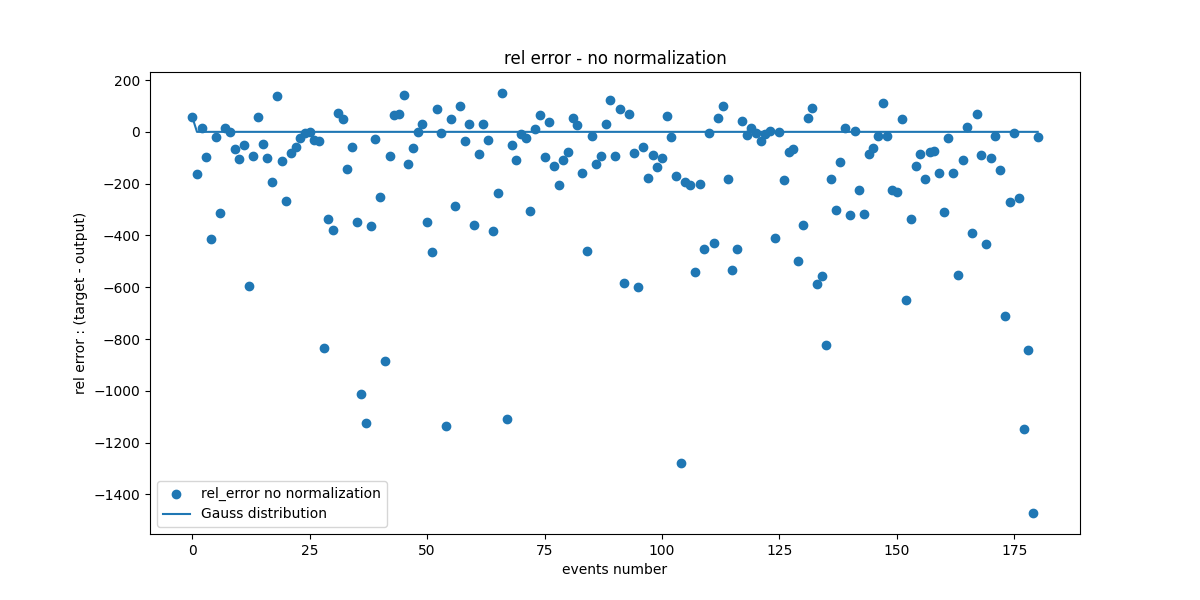 rel error - no normalization
rel error : (target - output)
200
0
−200
−400
−600
−800
−1000
−1200
−1400
rel_error no normalization
Gauss distribution
0 25 50 75 100 125 150 175
events number